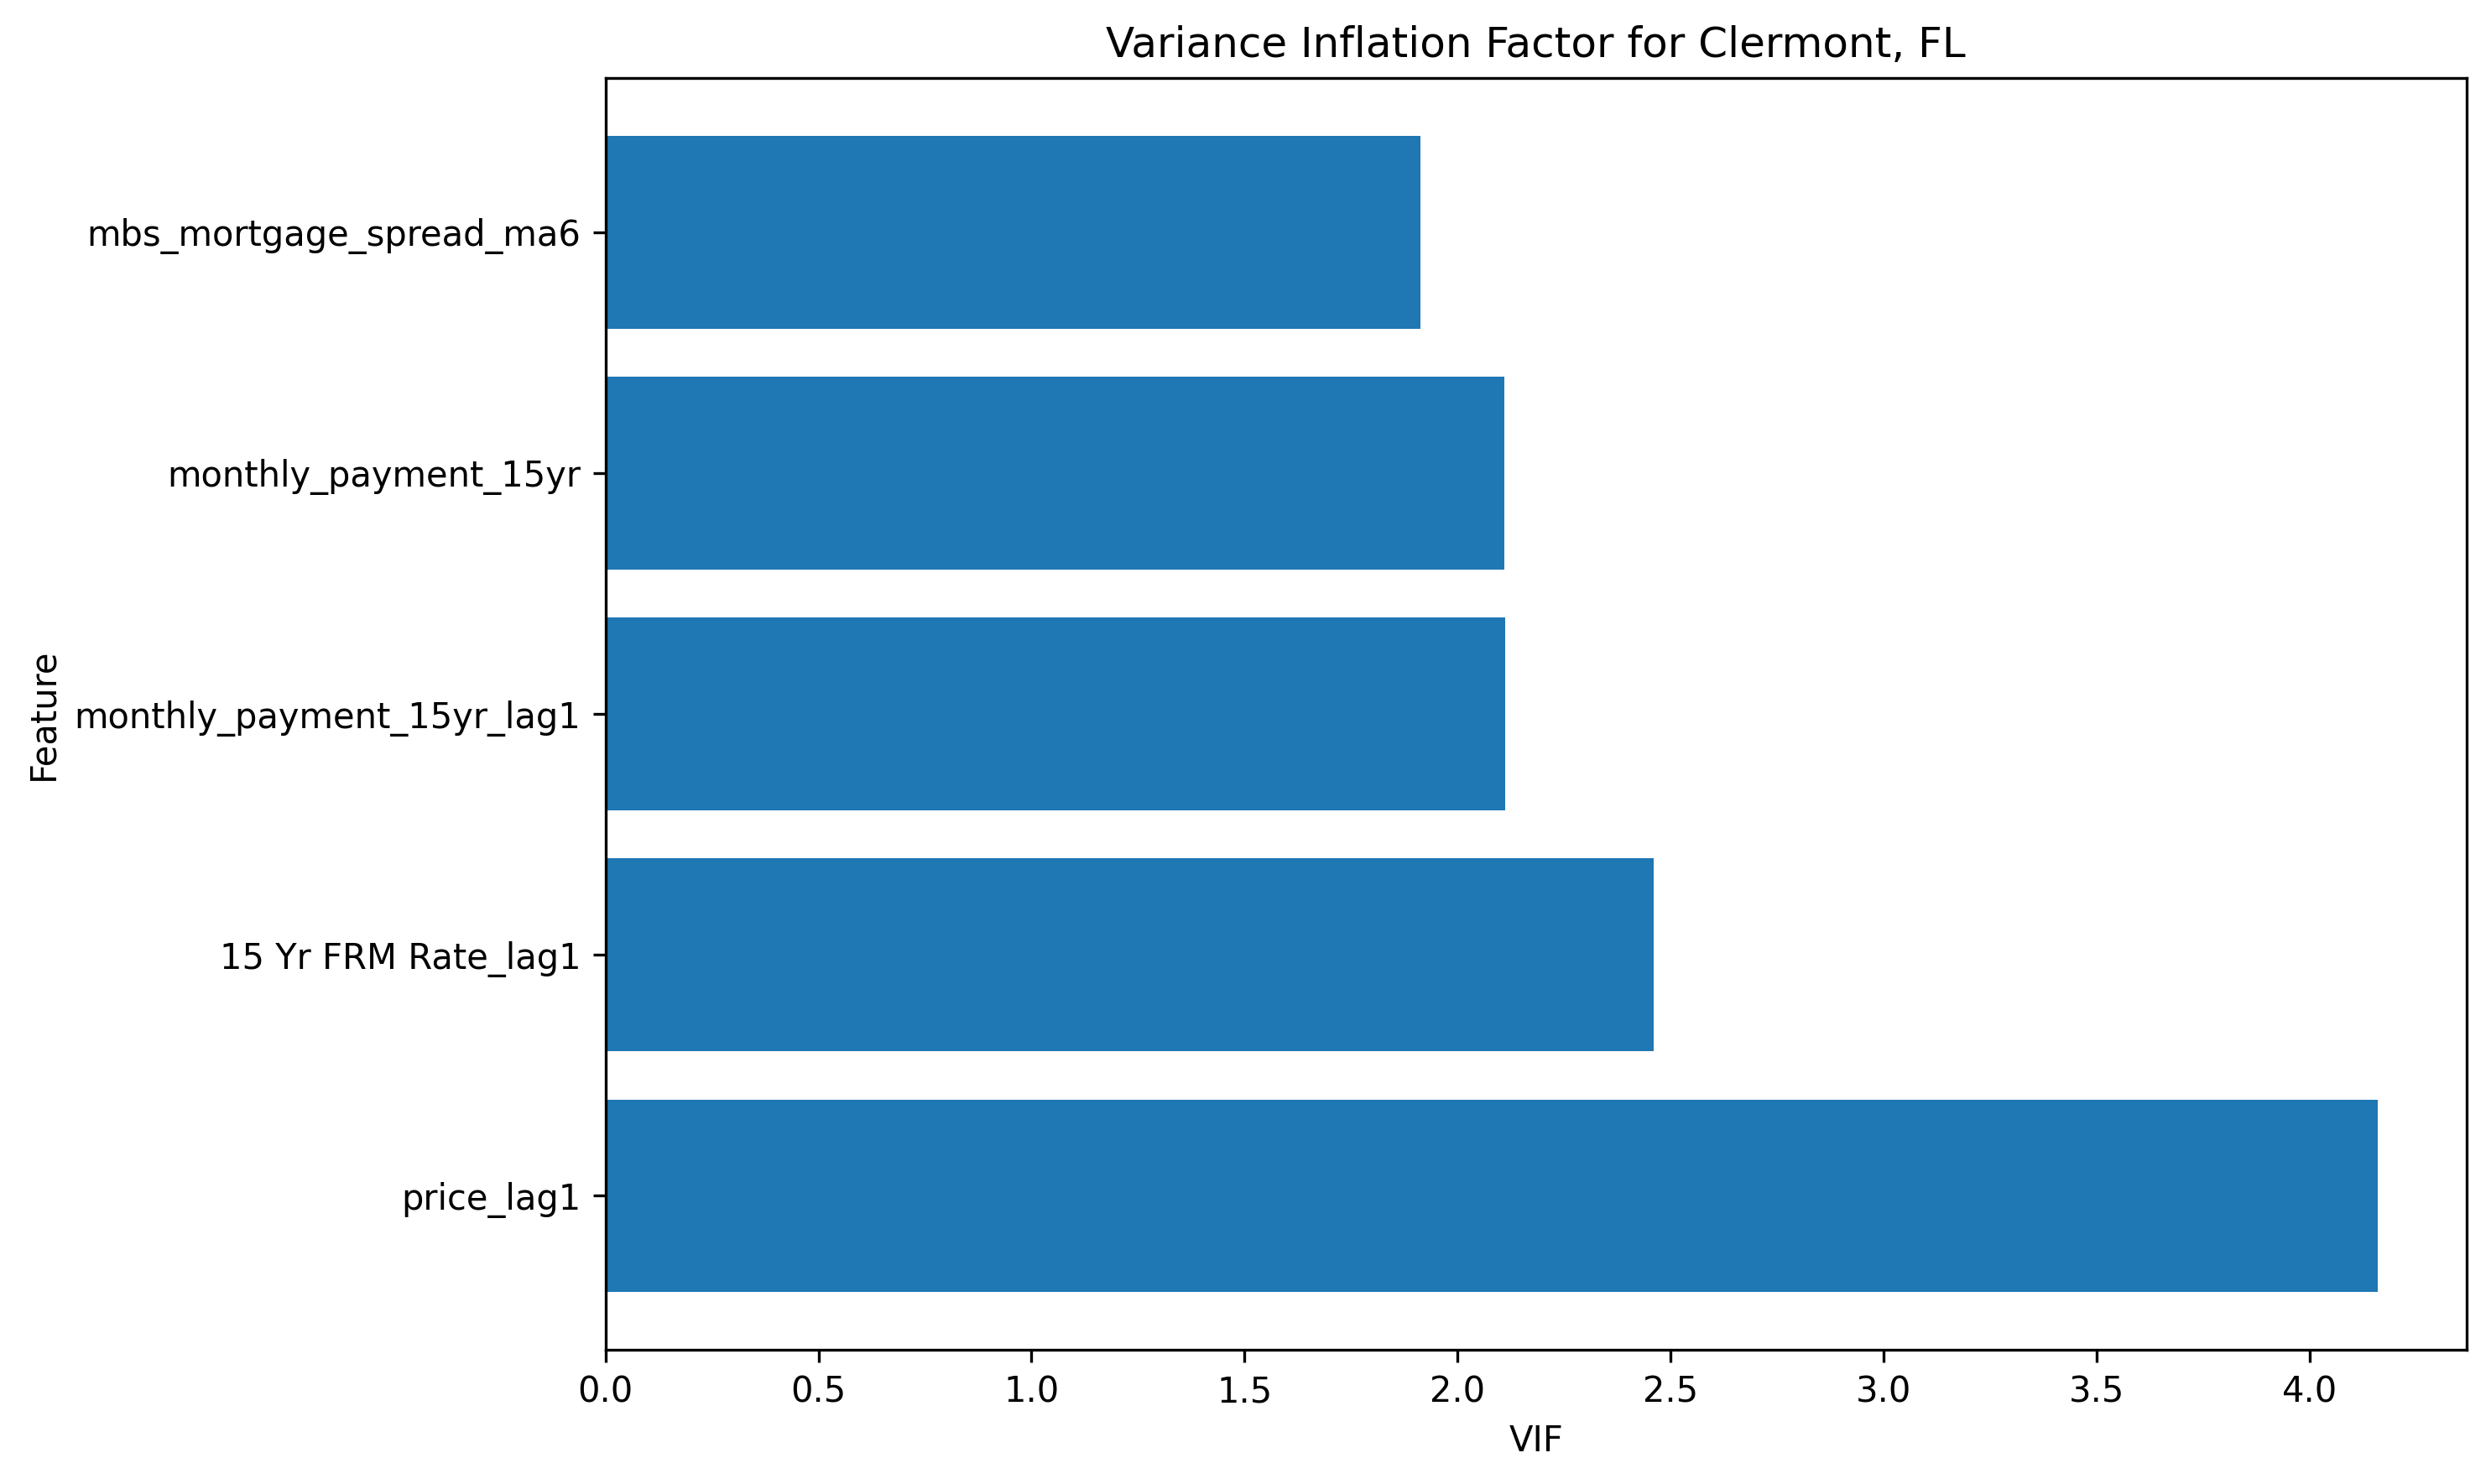 Variance Inflation Factor for Clermont, FL
Feature
mbs_mortgage_spread_ma6
monthly_payment_15yr
monthly_payment_15yr_lag1
15 Yr FRM Rate_lag1
price_lag1
0.0 0.5 1.0 1.5 2.0 2.5 3.0 3.5 4.0
VIF